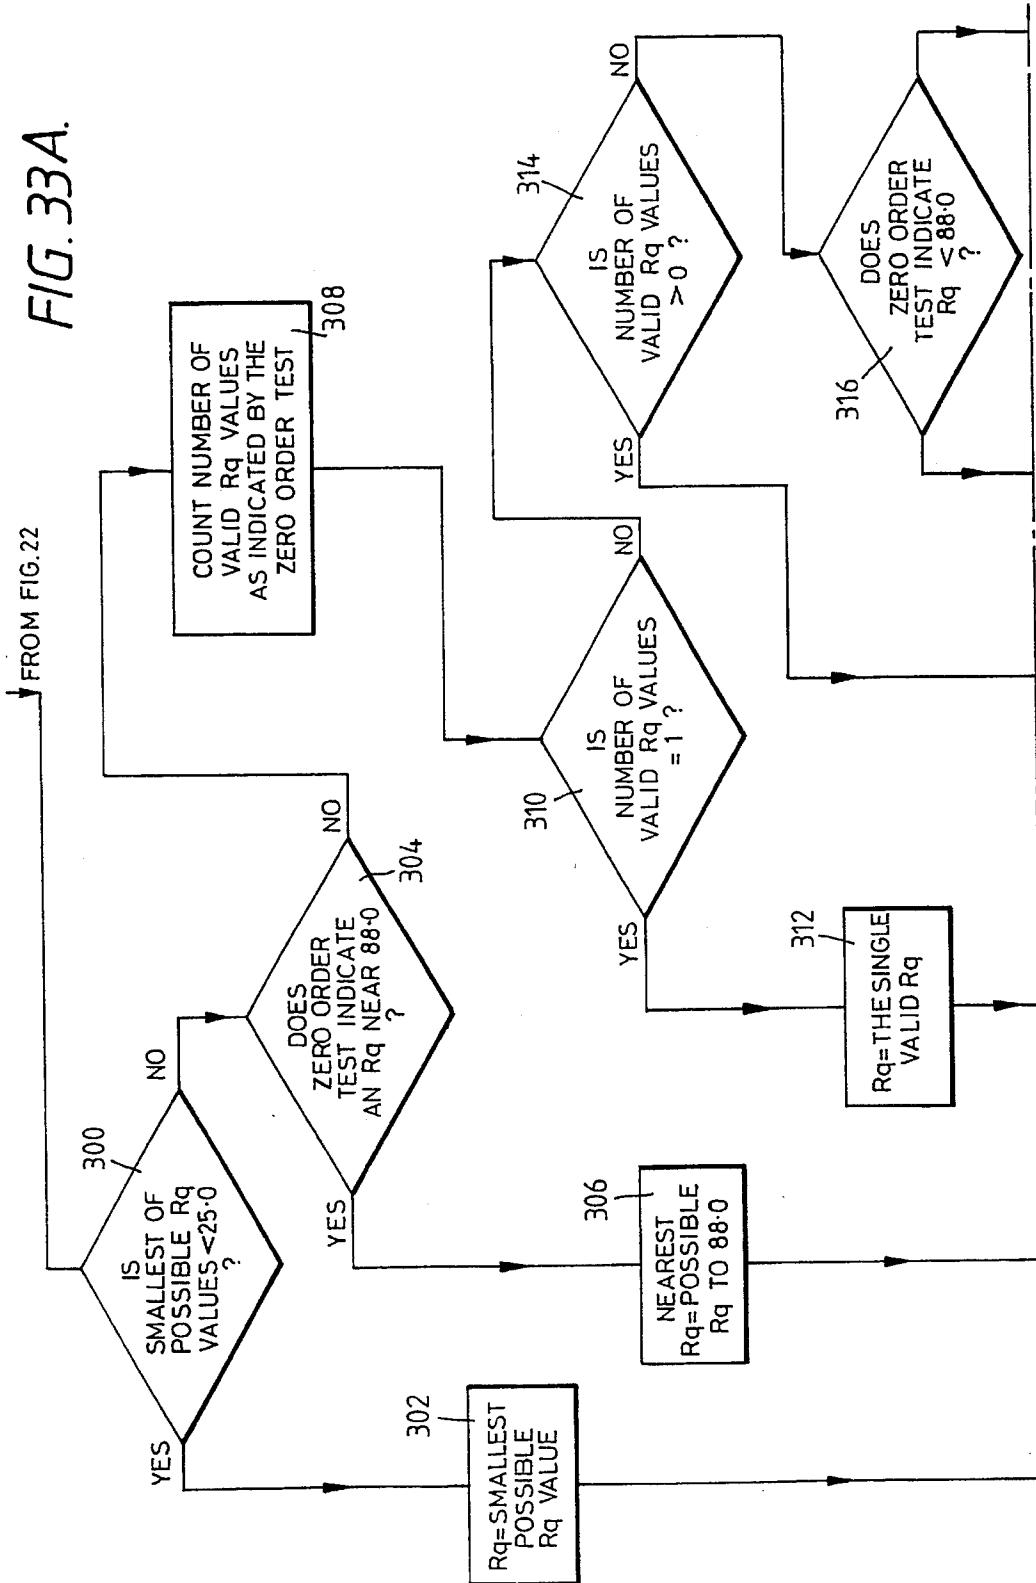 FIG. 33A.
FROM FIG. 22
300
IS
SMALLEST OF
POSSIBLE Rq
VALUES <25·0
?
YES
NO
302
Rq=SMALLEST
POSSIBLE
Rq VALUE
304
DOES
ZERO ORDER
TEST INDICATE
AN Rq NEAR 88·0
?
YES
NO
306
NEAREST
Rq=POSSIBLE
Rq TO 88·0
308
COUNT NUMBER OF
VALID Rq VALUES
AS INDICATED BY THE
ZERO ORDER TEST
310
IS
NUMBER OF
VALID Rq VALUES
= 1 ?
YES
NO
312
Rq=THE SINGLE
VALID Rq
314
IS
NUMBER OF
VALID Rq VALUES
> 0 ?
YES
NO
316
DOES
ZERO ORDER
TEST INDICATE
Rq < 88·0
?